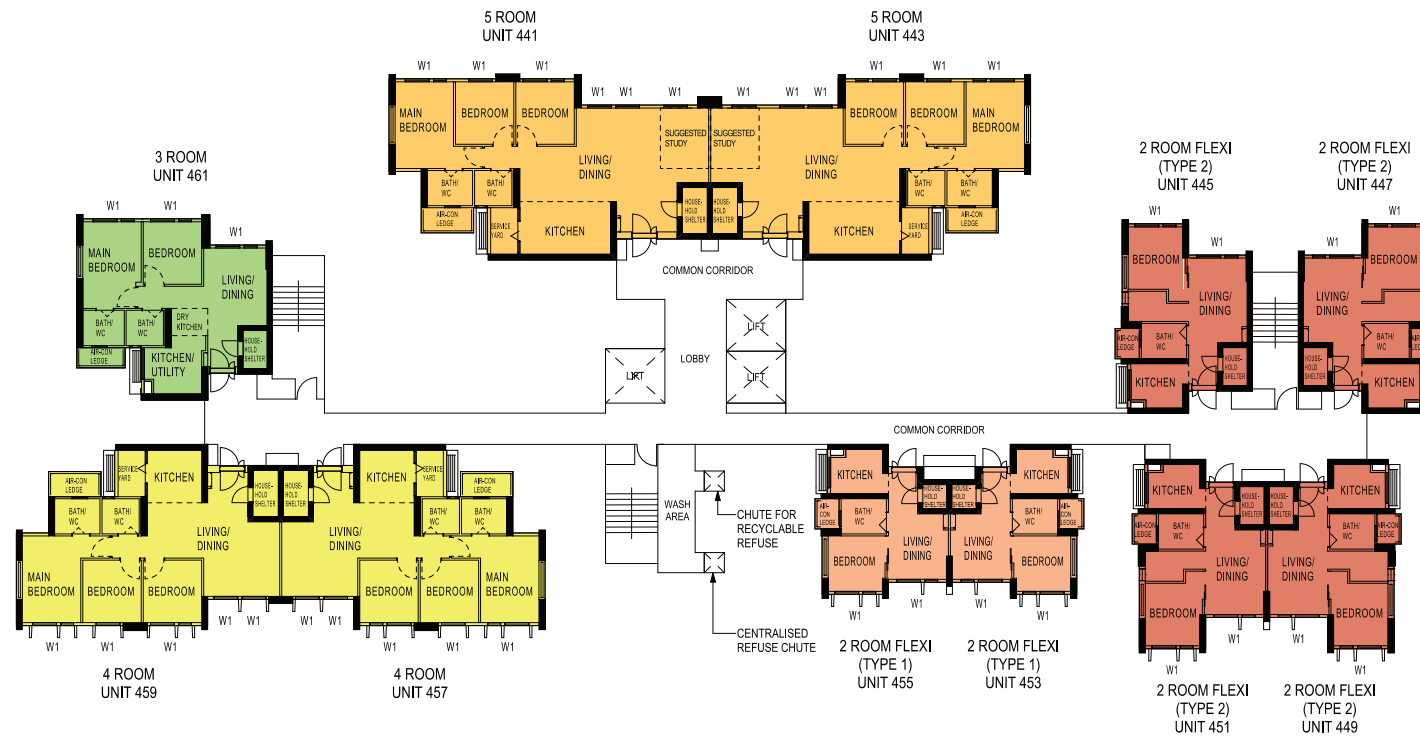 5 ROOM
UNIT 441
5 ROOM
UNIT 443
W1
W1
W1
W1
W1
W1
W1
W1
W1
W1
W1
W1
MAIN
BEDROOM
BEDROOM
BEDROOM
SUGGESTED
STUDY
SUGGESTED
STUDY
BEDROOM
BEDROOM
MAIN
BEDROOM
LIVING/
DINING
LIVING/
DINING
BATH/
WC
BATH/
WC
AIR-CON
LEDGE
SERVICE
YARD
KITCHEN
HOUSE-
HOLD
SHELTER
HOUSE-
HOLD
SHELTER
KITCHEN
SERVICE
YARD
BATH/
WC
BATH/
WC
AIR-CON
LEDGE
3 ROOM
UNIT 461
W1
W1
W1
MAIN
BEDROOM
BEDROOM
LIVING/
DINING
BATH/
WC
BATH/
WC
DRY
KITCHEN
AIR-CON
LEDGE
KITCHEN/
UTILITY
HOUSE-
HOLD
SHELTER
COMMON CORRIDOR
LIFT
LOBBY
LIFT
LIFT
2 ROOM FLEXI
(TYPE 2)
UNIT 445
2 ROOM FLEXI
(TYPE 2)
UNIT 447
W1
W1
W1
W1
BEDROOM
LIVING/
DINING
BATH/
WC
AIR-CON
LEDGE
KITCHEN
HOUSE-
HOLD
SHELTER
BEDROOM
LIVING/
DINING
BATH/
WC
KITCHEN
HOUSE-
HOLD
SHELTER
COMMON CORRIDOR
AIR-CON
LEDGE
SERVICE
YARD
KITCHEN
HOUSE-
HOLD
SHELTER
HOUSE-
HOLD
SHELTER
KITCHEN
SERVICE
YARD
AIR-CON
LEDGE
BATH/
WC
BATH/
WC
LIVING/
DINING
LIVING/
DINING
BATH/
WC
BATH/
WC
MAIN
BEDROOM
BEDROOM
BEDROOM
BEDROOM
BEDROOM
MAIN
BEDROOM
W1
W1
W1
W1
W1
W1
W1
W1
W1
W1
4 ROOM
UNIT 459
4 ROOM
UNIT 457
WASH
AREA
CHUTE FOR
RECYCLABLE
REFUSE
CENTRALISED
REFUSE CHUTE
KITCHEN
HOUSE-
HOLD
SHELTER
HOUSE-
HOLD
SHELTER
KITCHEN
AIR-CON
LEDGE
BATH/
WC
BATH/
WC
AIR-CON
LEDGE
BEDROOM
LIVING/
DINING
LIVING/
DINING
BEDROOM
W1
W1
W1
W1
2 ROOM FLEXI
(TYPE 1)
UNIT 455
2 ROOM FLEXI
(TYPE 1)
UNIT 453
KITCHEN
HOUSE-
HOLD
SHELTER
HOUSE-
HOLD
SHELTER
KITCHEN
AIR-CON
LEDGE
BATH/
WC
BATH/
WC
AIR-CON
LEDGE
LIVING/
DINING
LIVING/
DINING
BEDROOM
BEDROOM
W1
W1
W1
W1
2 ROOM FLEXI
(TYPE 2)
UNIT 451
2 ROOM FLEXI
(TYPE 2)
UNIT 449